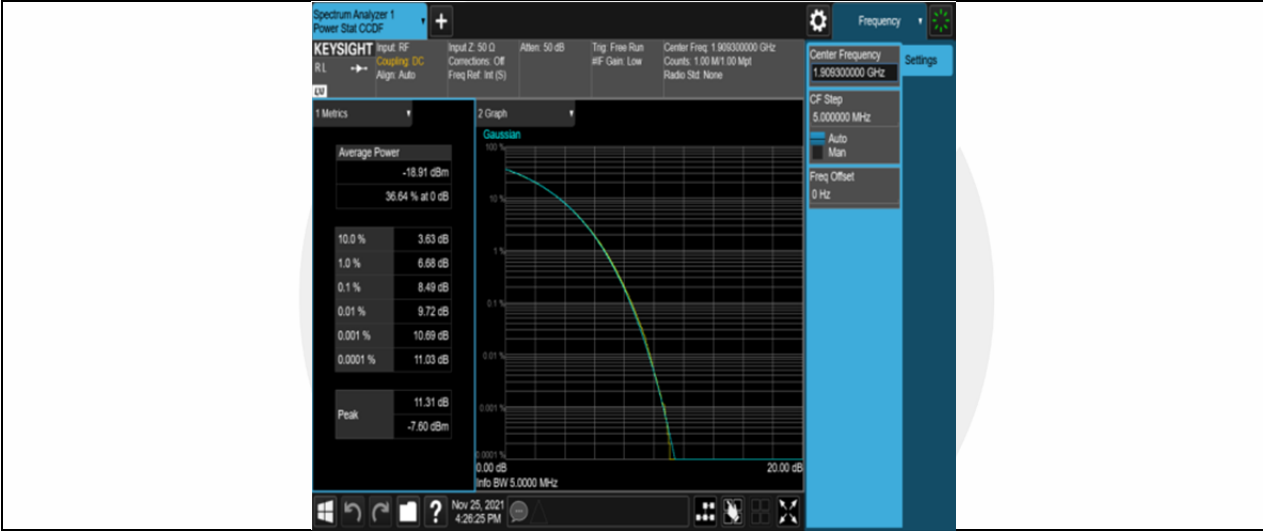 Spectrum Analyzer 1
Power Stat CCDF
+
Frequency
KEYSIGHT
RL
LV
Input: RF
Coupling: DC
Align: Auto
Input Z: 50 Ω
Corrections: Off
Freq Ref: Int (S)
Atten: 50 dB
Trig: Free Run
#IF Gain: Low
Center Freq: 1.909300000 GHz
Counts: 1.00 M/1.00 Mpt
Radio Std: None
Center Frequency
1.909300000 GHz
Settings
CF Step
5.000000 MHz
Auto
Man
Freq Offset
0 Hz
1 Metrics
Average Power
-18.91 dBm
36.64 % at 0 dB
10.0 % 3.63 dB
1.0 % 6.68 dB
0.1 % 8.49 dB
0.01 % 9.72 dB
0.001 % 10.69 dB
0.0001 % 11.03 dB
Peak
11.31 dB
-7.60 dBm
2 Graph
Gaussian
100 %
10 %
1 %
0.1 %
0.01 %
0.001 %
0.0001 %
0.00 dB 20.00 dB
Info BW 5.0000 MHz
?
Nov 25, 2021
4:26:25 PM